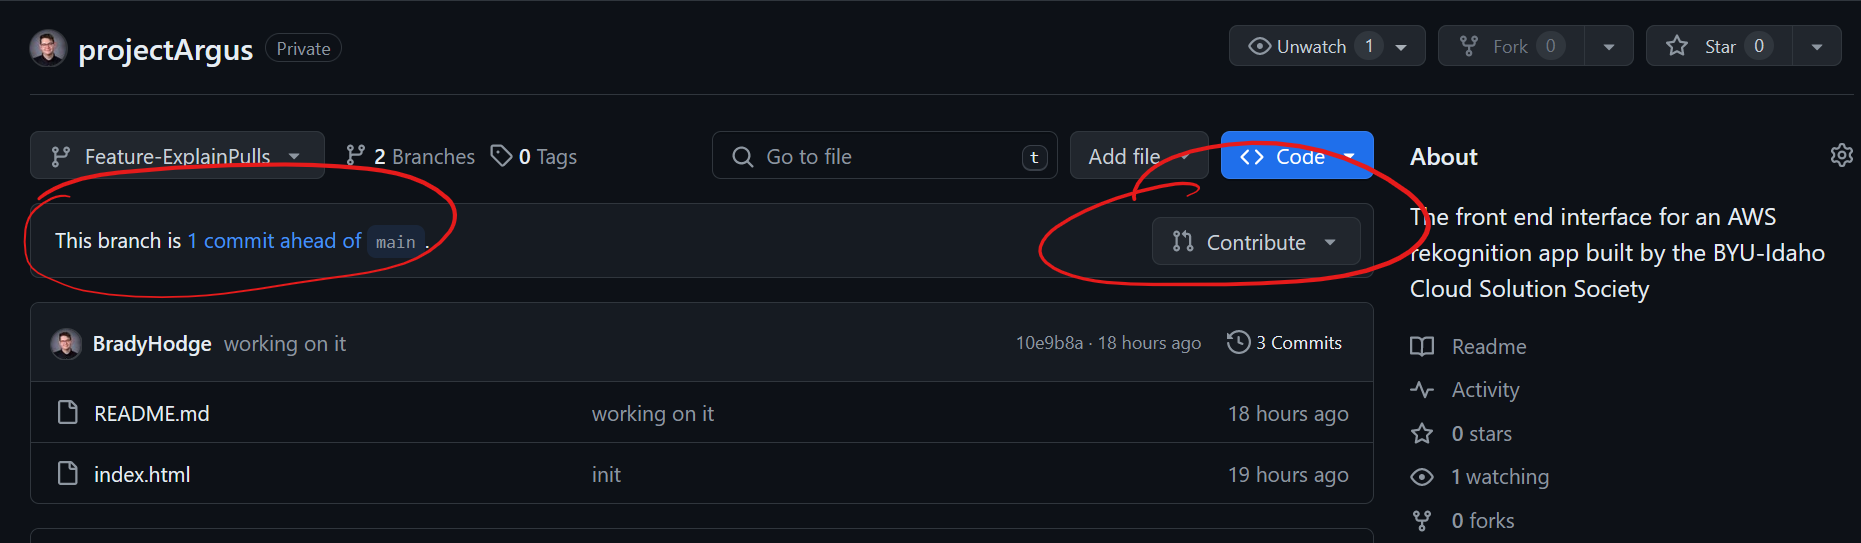 projectArgus Private Unwatch 1 Fork 0 Star 0
Feature-ExplainPulls 2 Branches 0 Tags Go to file t Add file Code
This branch is 1 commit ahead of main. Contribute
BradyHodge working on it 10e9b8a · 18 hours ago 3 Commits
README.md working on it 18 hours ago
index.html init 19 hours ago
About
The front end interface for an AWS
rekognition app built by the BYU-Idaho
Cloud Solution Society
Readme
Activity
0 stars
1 watching
0 forks